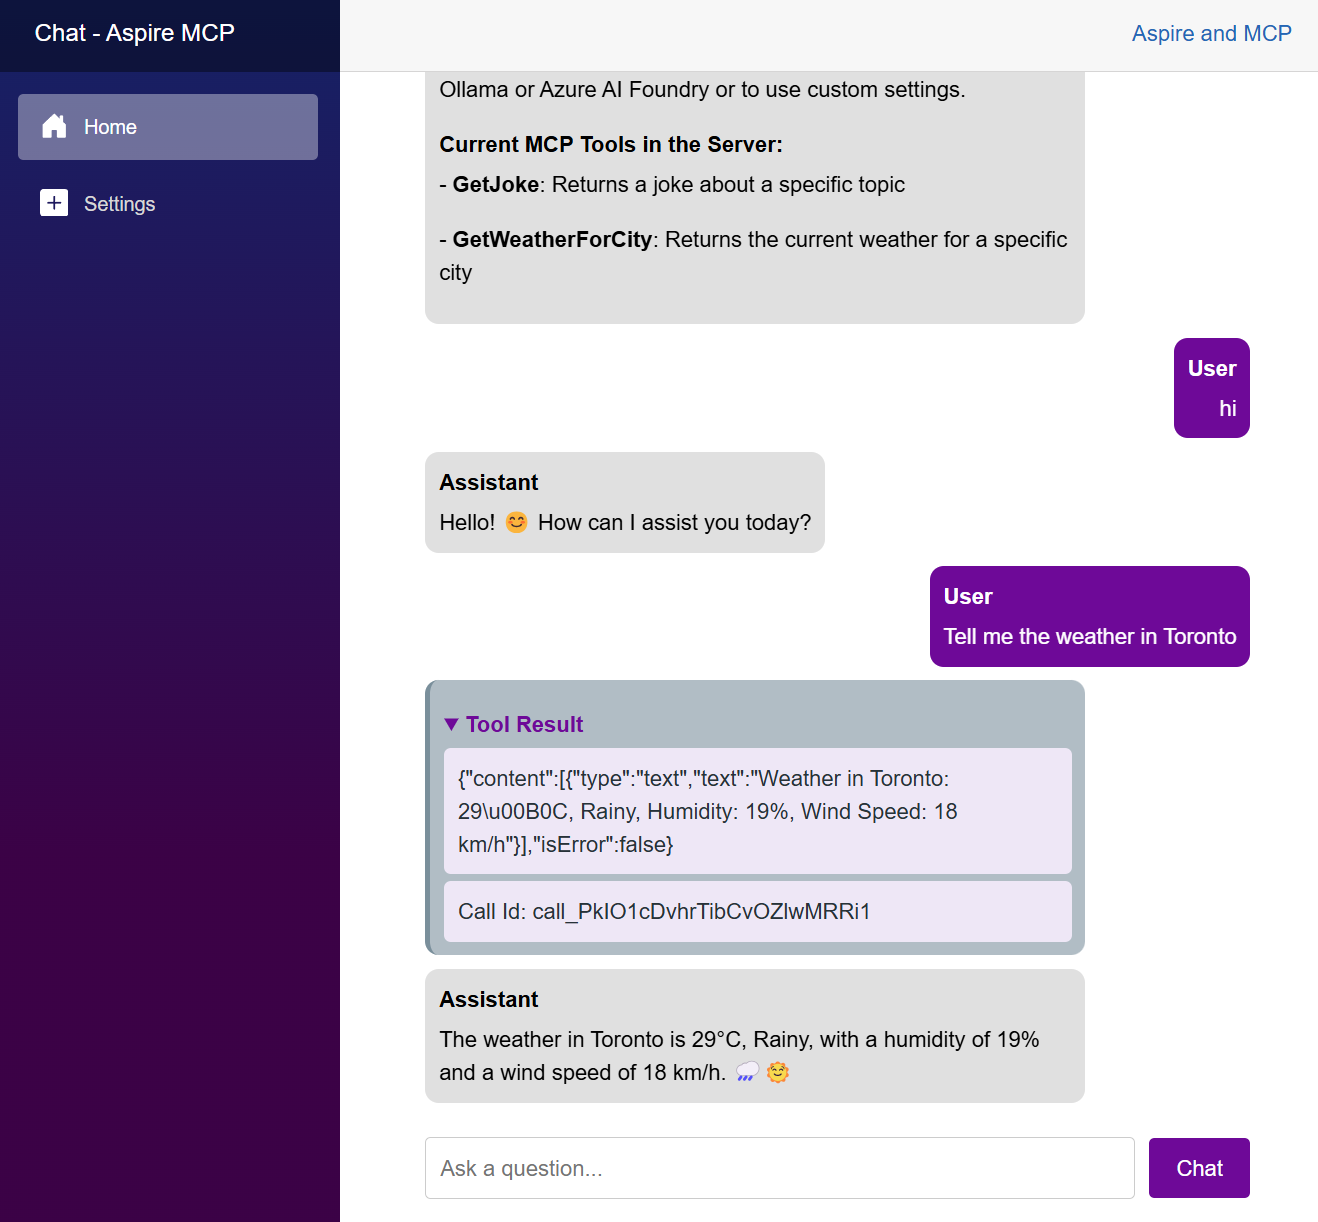 Chat - Aspire MCP
Aspire and MCP
Home
Settings
Ollama or Azure AI Foundry or to use custom settings.
Current MCP Tools in the Server:
- GetJoke: Returns a joke about a specific topic
- GetWeatherForCity: Returns the current weather for a specific
city
User
hi
Assistant
Hello! 😊 How can I assist you today?
User
Tell me the weather in Toronto
▼ Tool Result
{"content":[{"type":"text","text":"Weather in Toronto:
29\u00B0C, Rainy, Humidity: 19%, Wind Speed: 18
km/h"}],"isError":false}
Call Id: call_PkIO1cDvhrTibCvOZlwMRRi1
Assistant
The weather in Toronto is 29°C, Rainy, with a humidity of 19%
and a wind speed of 18 km/h. 🌧️ 🌞
Ask a question...
Chat